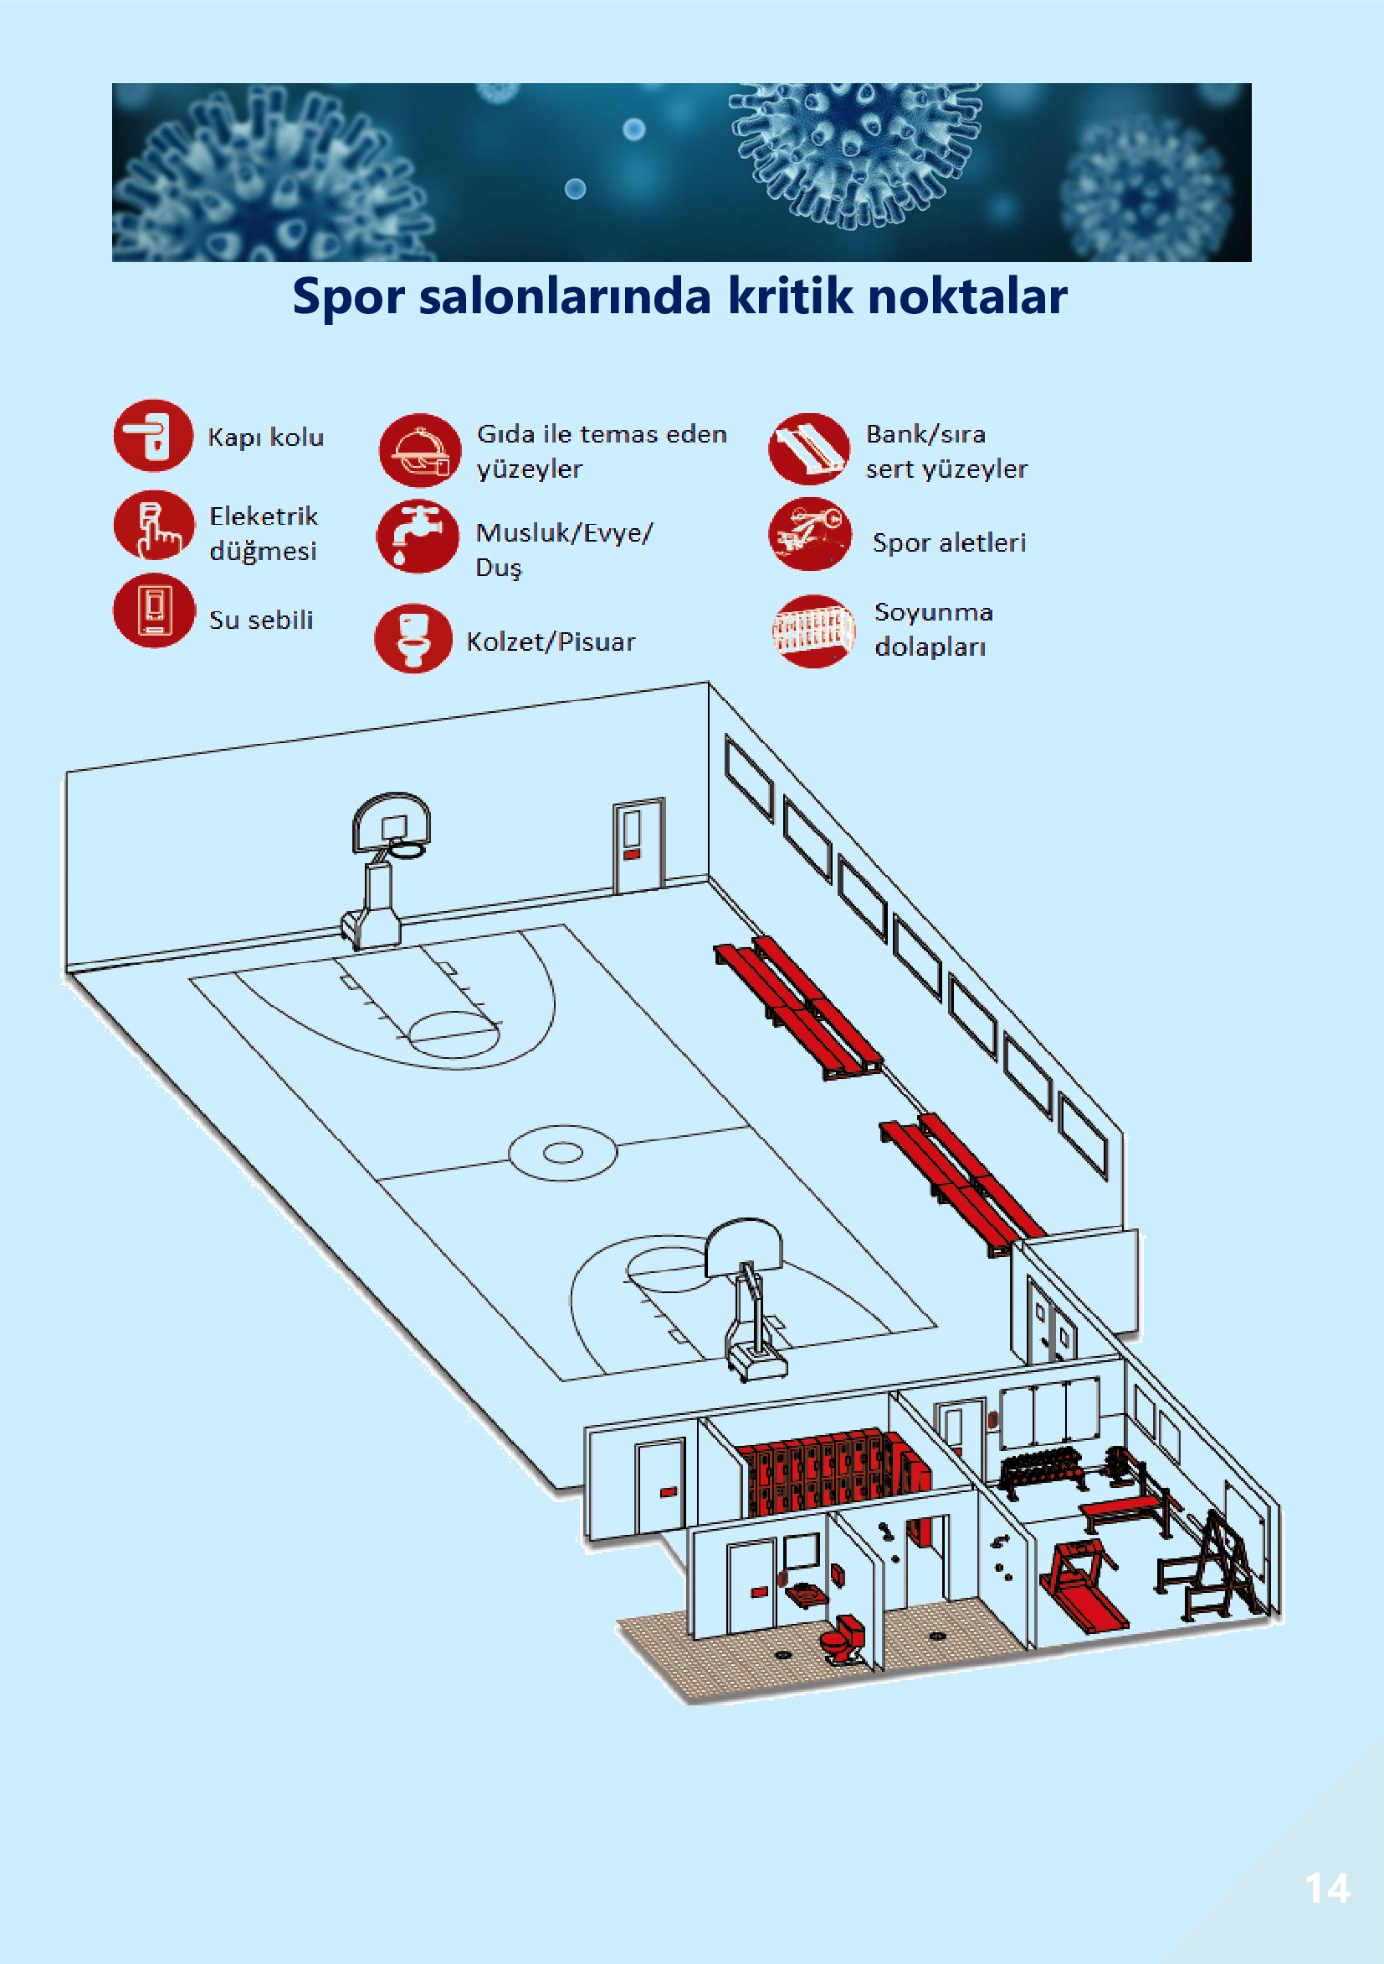 Spor salonlarında kritik noktalar
Kapı kolu
Eleketrik
düğmesi
Su sebili
Gıda ile temas eden
yüzeyler
Musluk/Evye/
Duş
Kolzet/Pisuar
Bank/sıra
sert yüzeyler
Spor aletleri
Soyunma
dolapları
14